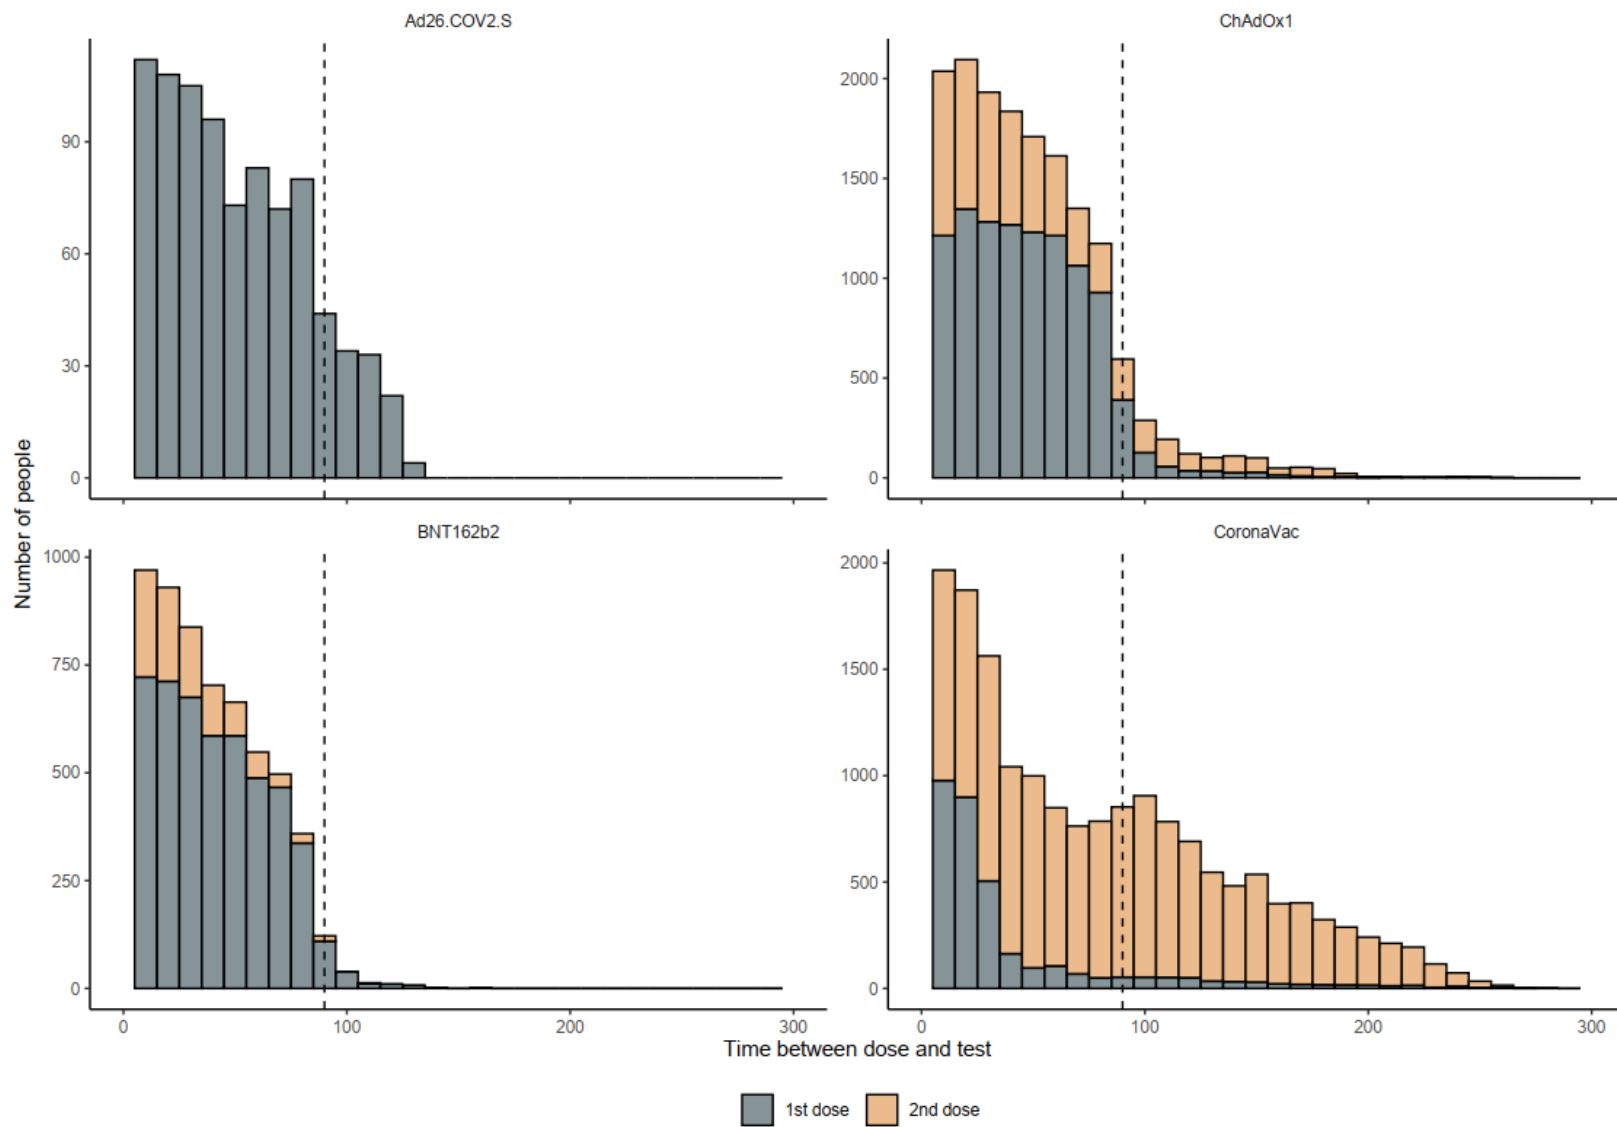 Ad26.COV2.S
ChAdOx1
90
60
30
0
2000
1500
1000
500
0
Number of people
BNT162b2
CoronaVac
1000
750
500
250
0
2000
1500
1000
500
0
0 100 200 300
0 100 200 300
Time between dose and test
1st dose 2nd dose